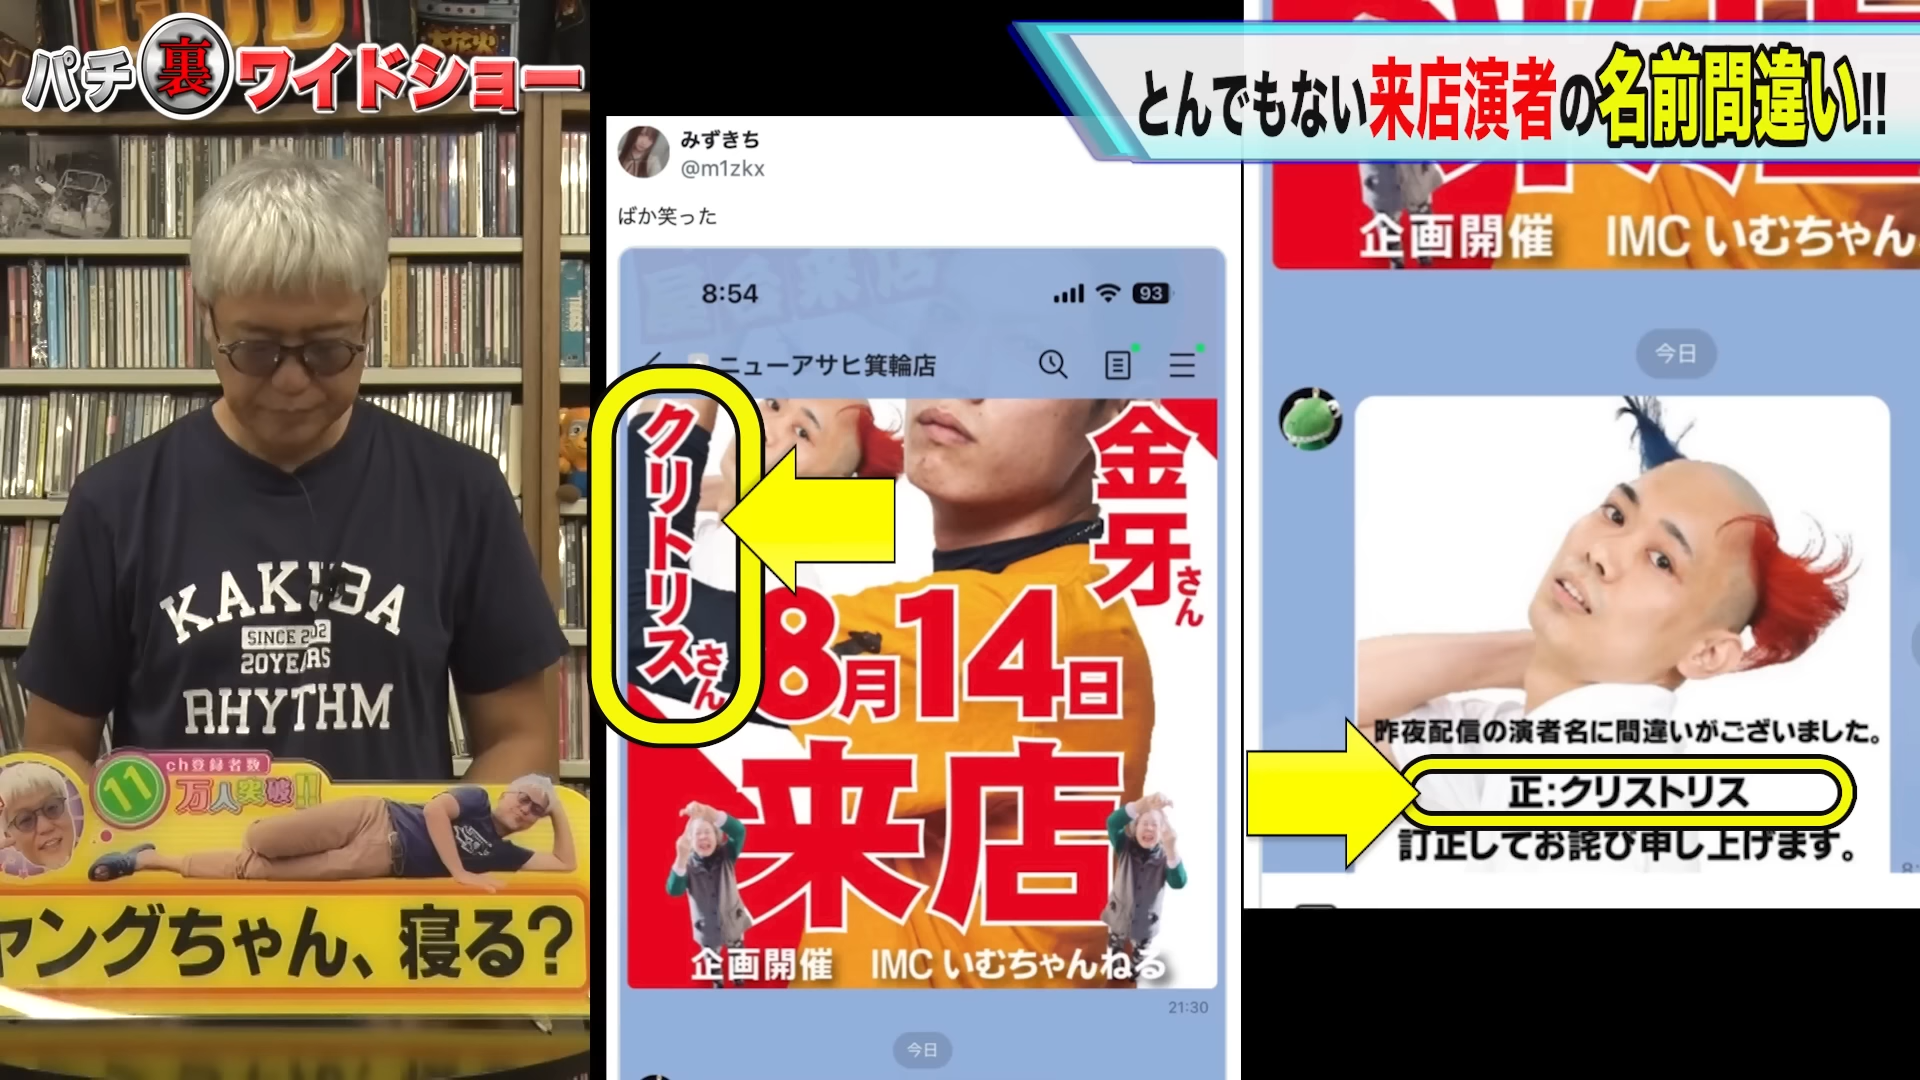 パチ裏ワイドショー
とんでもない来店演者の名前間違い!!
みずきち
@m1zkx
ばか笑った
8:54
93
ニューアサヒ箕輪店
クリトリスさん
金牙さん
8月14日
来店
企画開催 IMC いむちゃんねる
21:30
今日
企画開催 IMC いむちゃん
今日
昨夜配信の演者名に間違いがございました。
正:クリストリス
訂正してお詫び申し上げます。
KAKUBA
SINCE 202
20YEARS
RHYTHM
11
ch登録者数
万人突破!!
ヤングちゃん、寝る?